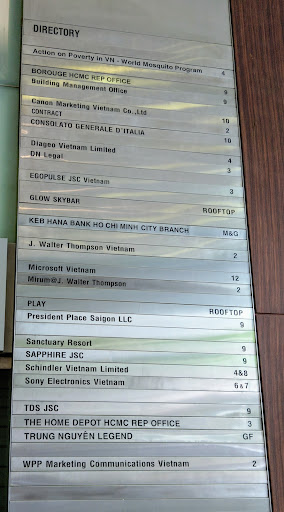 DIRECTORY
Action on Poverty in VN - World Mosquito Program 4
BOROUGE HCMC REP OFFICE 9
Building Management Office 9
Canon Marketing Vietnam Co.,Ltd 10
CONTRACT 2
CONSOLATO GENERALE D'ITALIA 10
Diageo Vietnam Limited 4
DN Legal 3
EGOPULSE JSC Vietnam 3
GLOW SKYBAR ROOFTOP
KEB HANA BANK HO CHI MINH CITY BRANCH M&G
J. Walter Thompson Vietnam 2
Microsoft Vietnam 12
Mirum@J. Walter Thompson 2
PLAY ROOFTOP
President Place Saigon LLC 9
Sanctuary Resort 9
SAPPHIRE JSC 9
Schindler Vietnam Limited 4&8
Sony Electronics Vietnam 6&7
TDS JSC 9
THE HOME DEPOT HCMC REP OFFICE 3
TRUNG NGUYÊN LEGEND GF
WPP Marketing Communications Vietnam 2